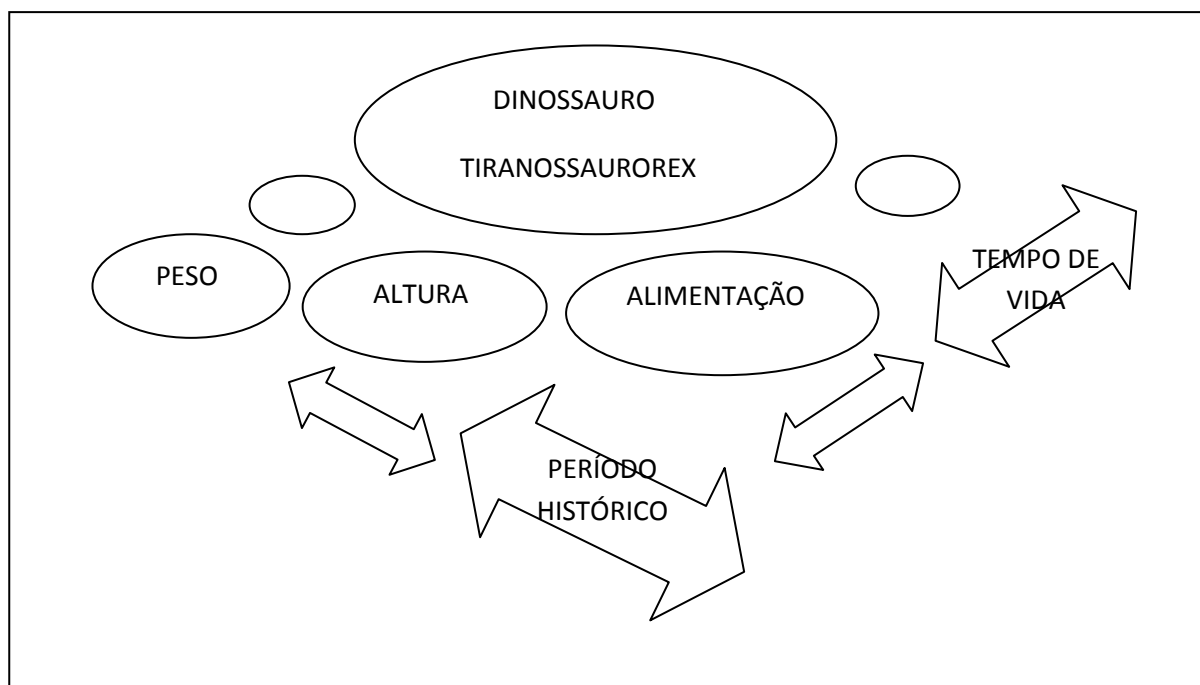 DINOSSAURO
TIRANOSSAUROREX
PESO
ALTURA
ALIMENTAÇÃO
TEMPO DE
VIDA
PERÍODO
HISTÓRICO